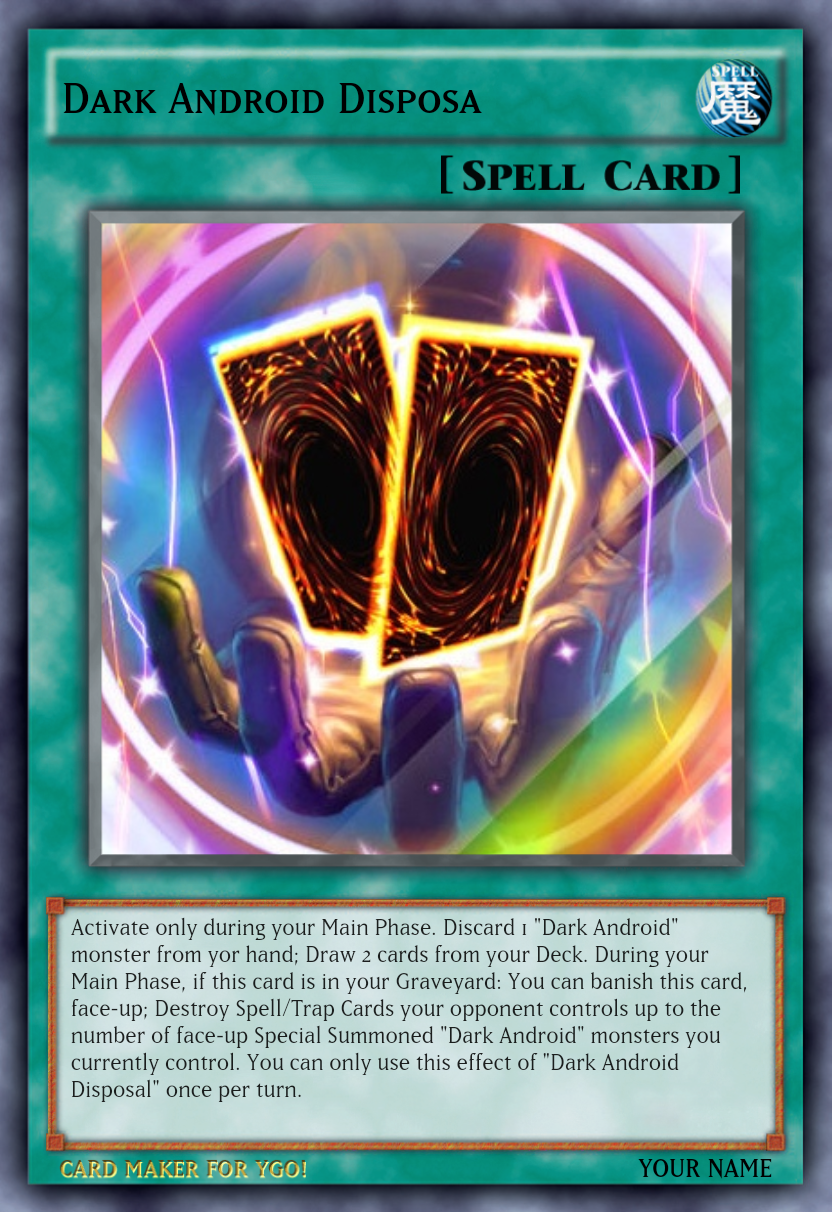 Dark Android Disposa
SPELL
魔
[Spell Card]
Activate only during your Main Phase. Discard 1 "Dark Android"
monster from yor hand; Draw 2 cards from your Deck. During your
Main Phase, if this card is in your Graveyard: You can banish this card,
face-up; Destroy Spell/Trap Cards your opponent controls up to the
number of face-up Special Summoned "Dark Android" monsters you
currently control. You can only use this effect of "Dark Android
Disposal" once per turn.
CARD MAKER FOR YGO!
YOUR NAME